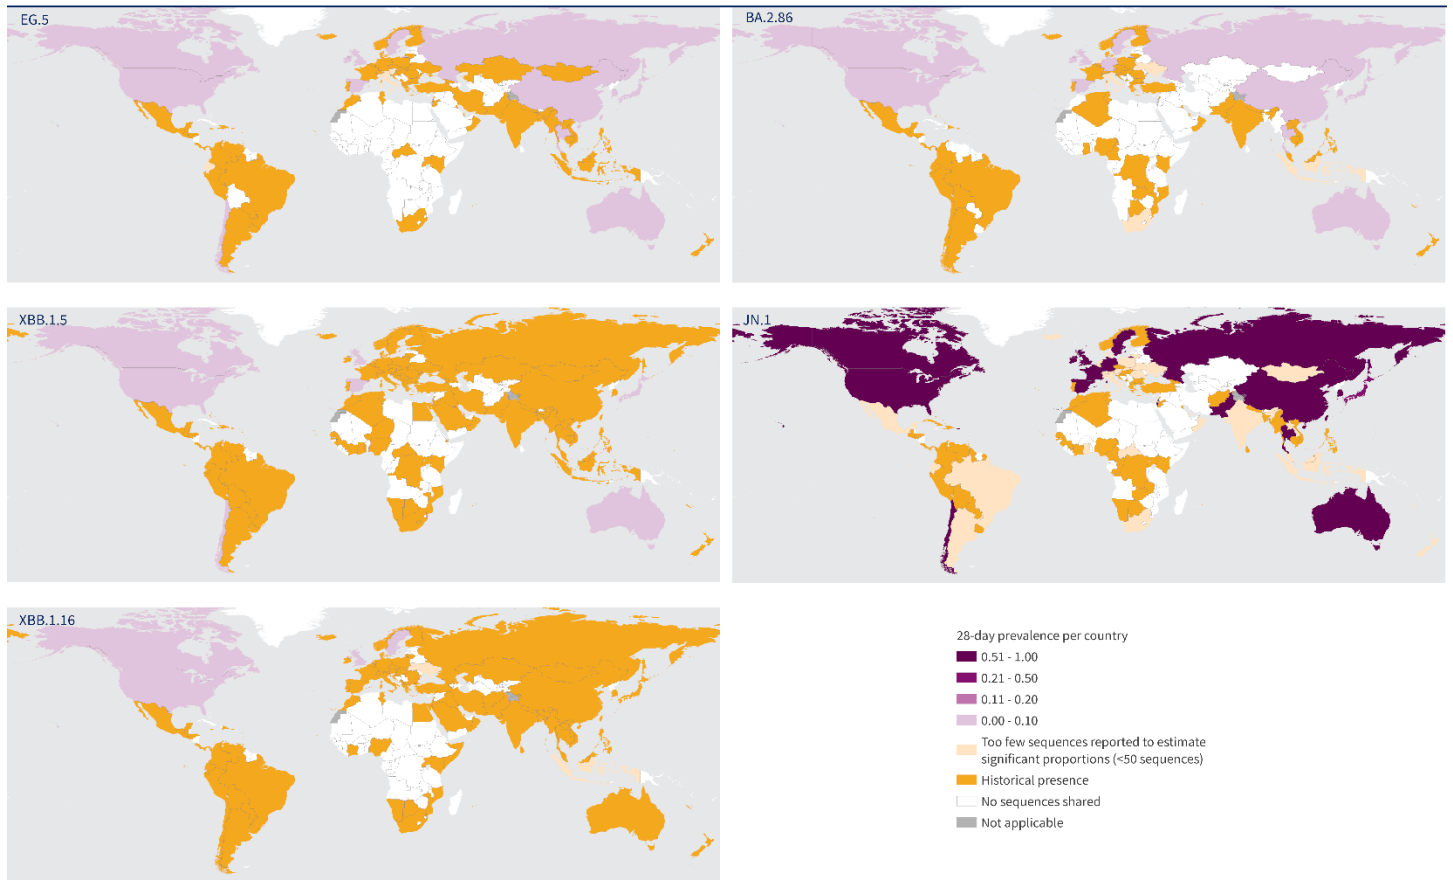 EG.5
BA.2.86
XBB.1.5
JN.1
XBB.1.16
28-day prevalence per country
0.51 - 1.00
0.21 - 0.50
0.11 - 0.20
0.00 - 0.10
Too few sequences reported to estimate
significant proportions (<50 sequences)
Historical presence
No sequences shared
Not applicable